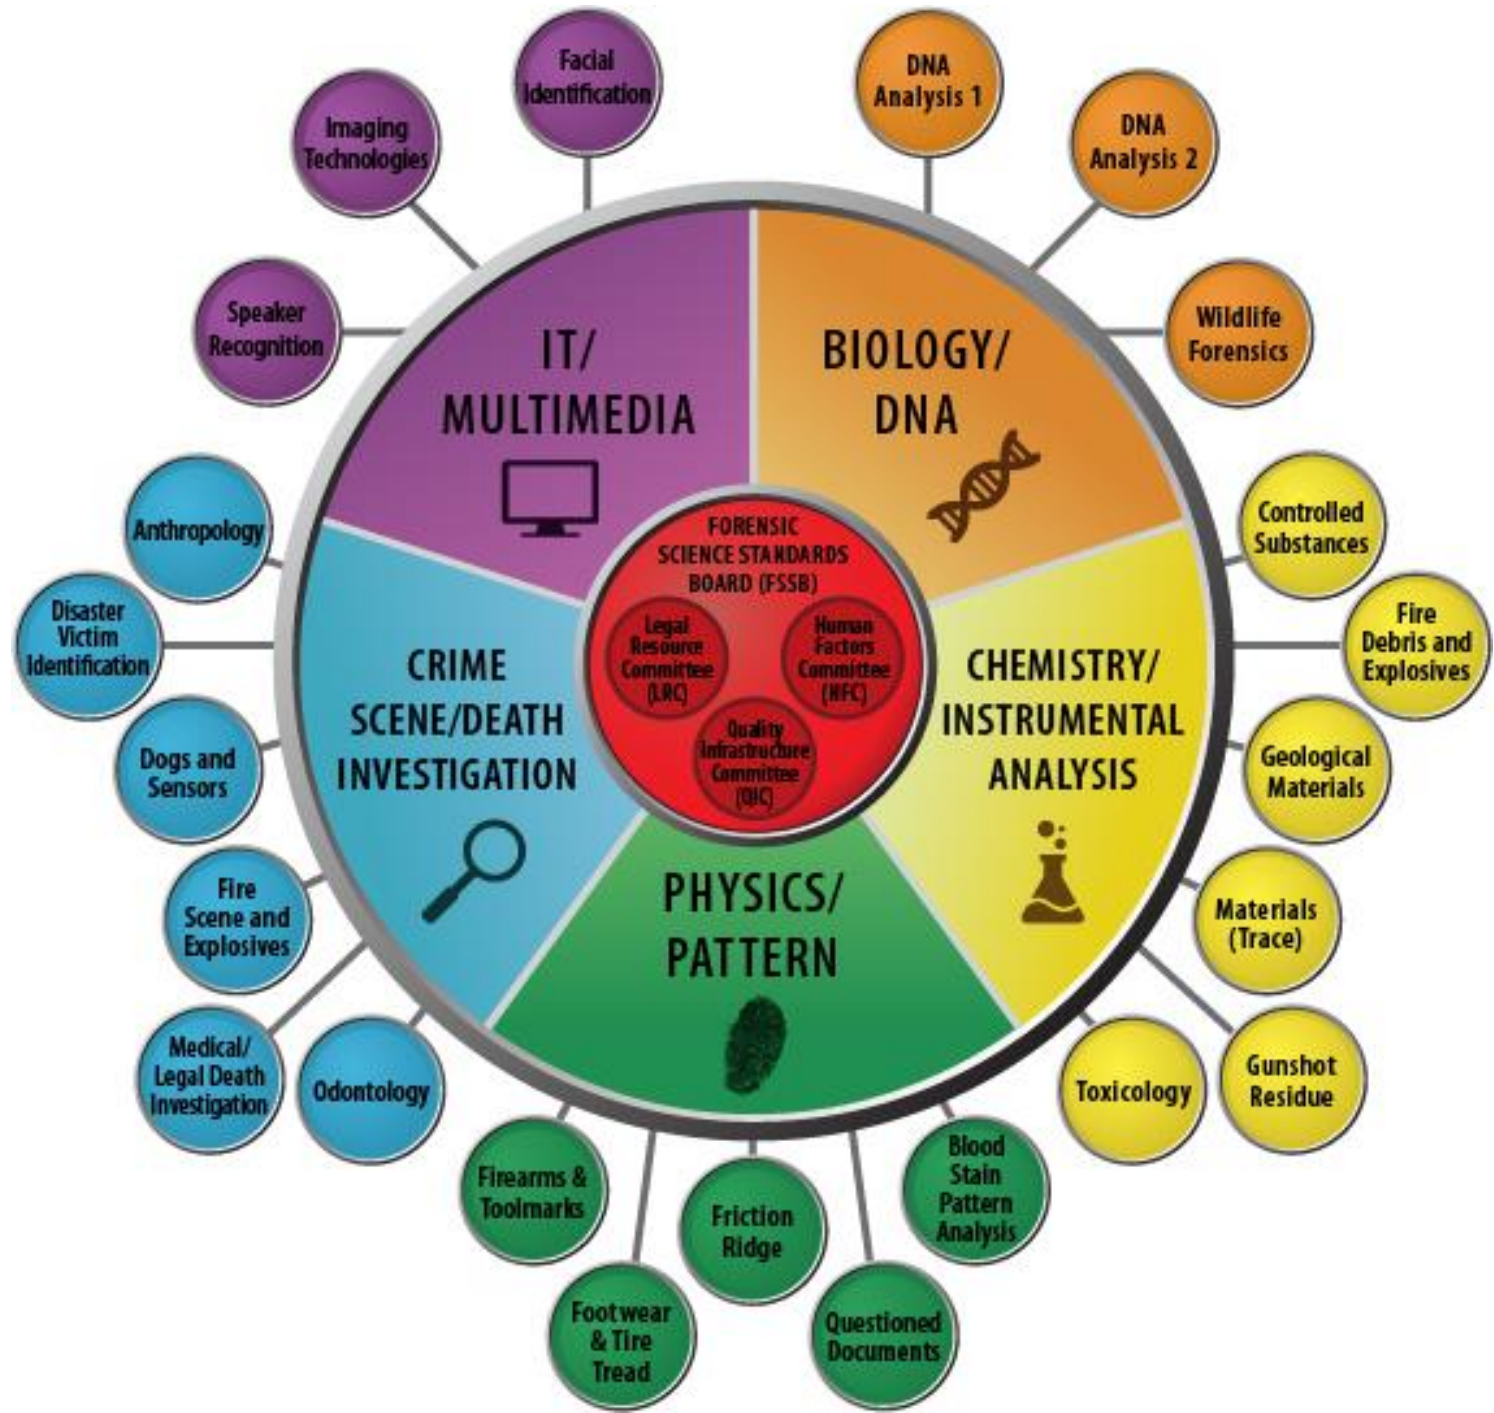 Facial
Identification
Imaging
Technologies
Speaker
Recognition
DNA
Analysis 1
DNA
Analysis 2
Wildlife
Forensics
IT/
MULTIMEDIA
BIOLOGY/
DNA
FORENSIC
SCIENCE STANDARDS
BOARD (FSSB)
Legal
Resource
Committee
(LRC)
Human
Factors
Committee
(HFC)
Quality
Infrastructure
Committee
(QIC)
CRIME
SCENE/DEATH
INVESTIGATION
CHEMISTRY/
INSTRUMENTAL
ANALYSIS
PHYSICS/
PATTERN
Anthropology
Disaster
Victim
Identification
Dogs and
Sensors
Fire
Scene and
Explosives
Medical/
Legal Death
Investigation
Odontology
Controlled
Substances
Fire
Debris and
Explosives
Geological
Materials
Materials
(Trace)
Gunshot
Residue
Toxicology
Firearms &
Toolmarks
Footwear
& Tire
Tread
Friction
Ridge
Questioned
Documents
Blood
Stain
Pattern
Analysis